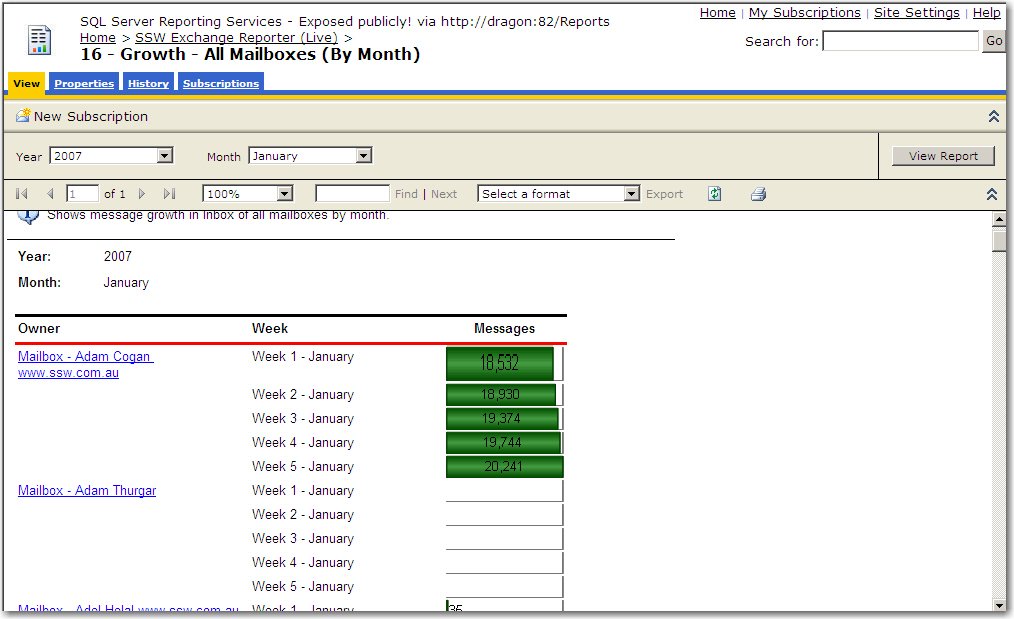 SQL Server Reporting Services - Exposed publicly! via http://dragon:82/Reports
Home | My Subscriptions | Site Settings | Help
Home > SSW Exchange Reporter (Live) >
16 - Growth - All Mailboxes (By Month)
Search for: Go
View Properties History Subscriptions
New Subscription
Year 2007 Month January View Report
1 of 1 100% Find | Next Select a format Export
Shows message growth in Inbox of all mailboxes by month.
Year: 2007
Month: January
Owner Week Messages
Mailbox - Adam Cogan Week 1 - January 18,532
www.ssw.com.au
Week 2 - January 18,930
Week 3 - January 19,374
Week 4 - January 19,744
Week 5 - January 20,241
Mailbox - Adam Thurgar Week 1 - January
Week 2 - January
Week 3 - January
Week 4 - January
Week 5 - January
Mailbox - Adel Helal www.ssw.com.au Week 1 - January 35